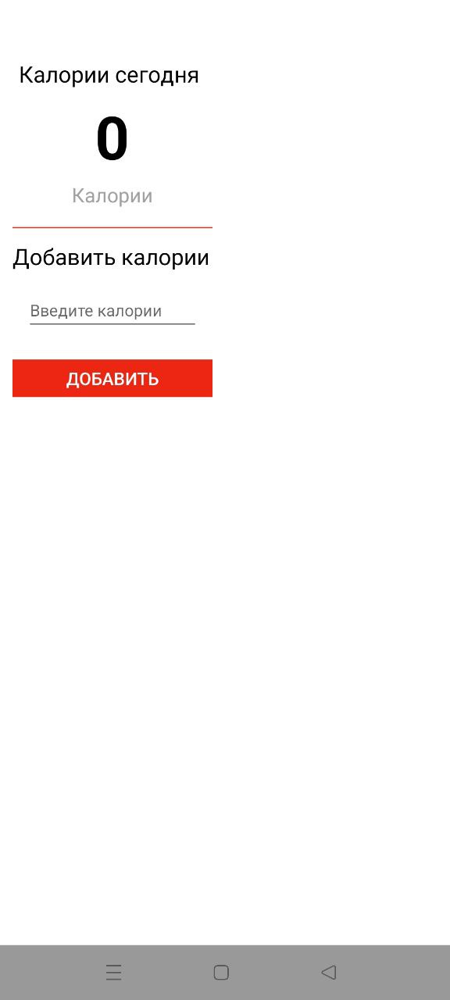 Калории сегодня
0
Калории
Добавить калории
Введите калории
ДОБАВИТЬ